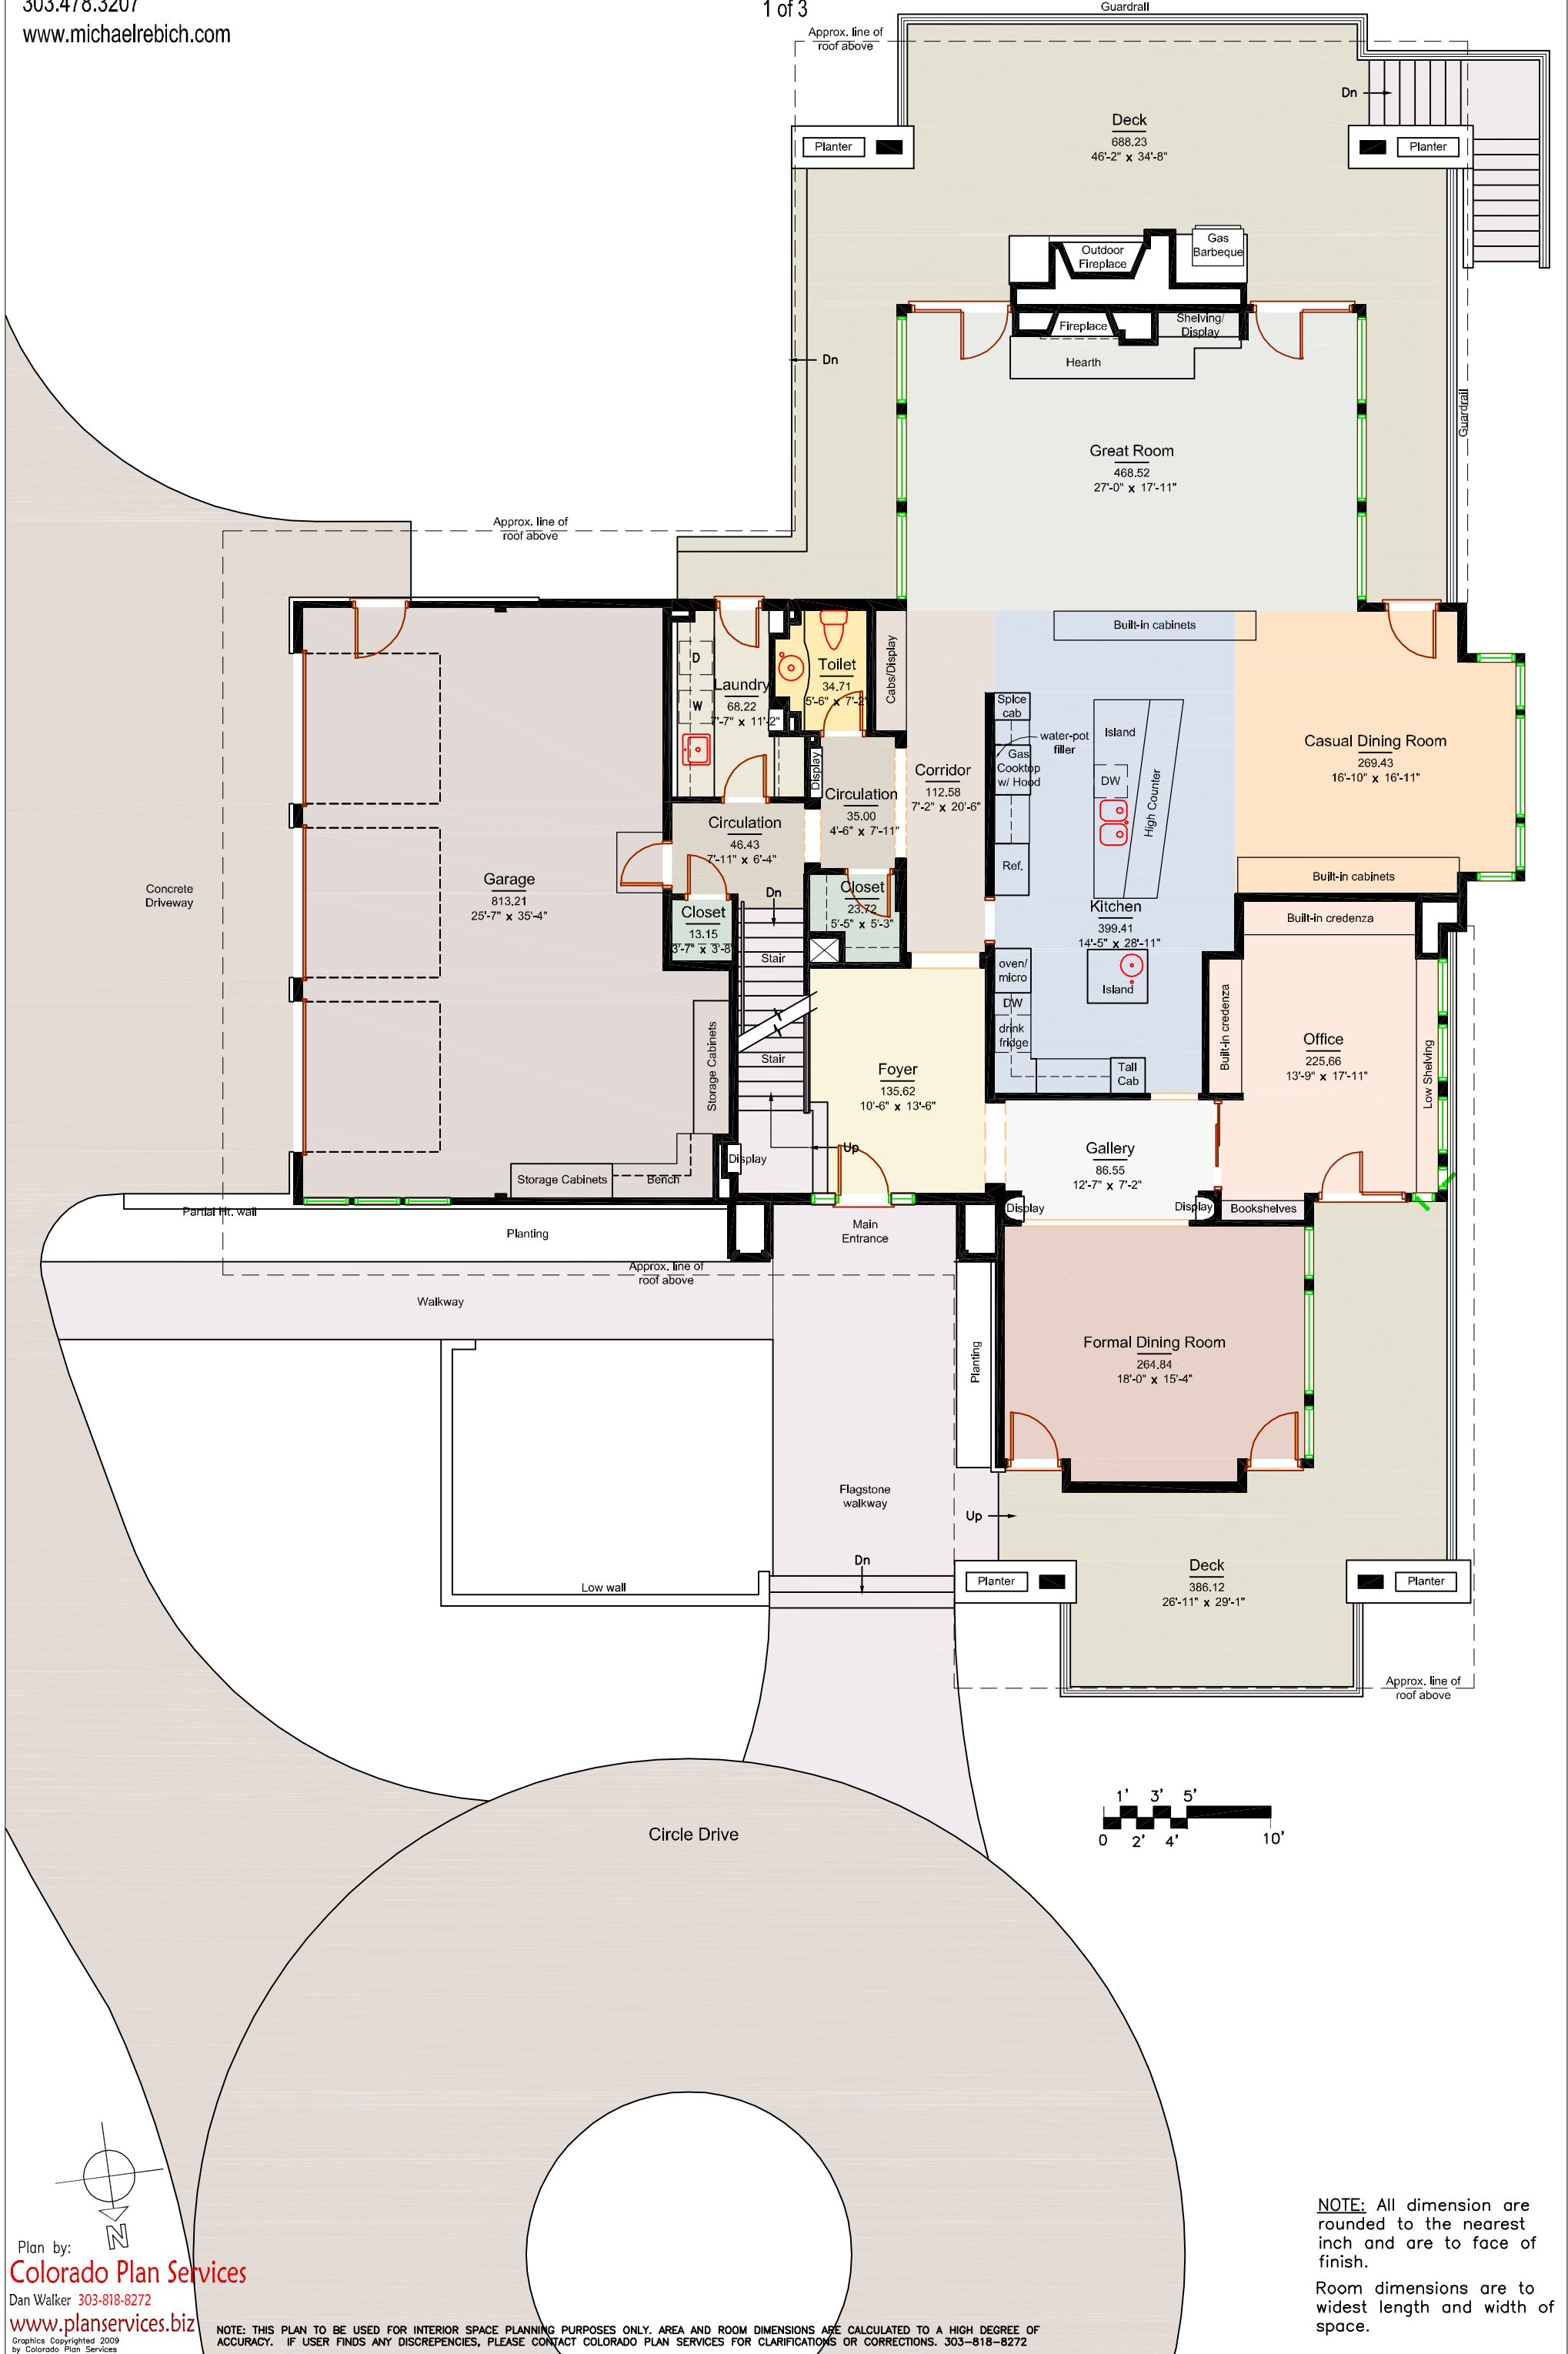 303.478.3207
www.michaelrebich.com
1 of 3
Guardrail
Approx. line of
roof above
Dn
Deck
688.23
46'-2" x 34'-8"
Planter
Planter
Gas
Barbeque
Outdoor
Fireplace
Fireplace
Shelving/
Display
Hearth
Dn
Guardrail
Great Room
468.52
27'-0" x 17'-11"
Approx. line of
roof above
Built-in cabinets
D
W
Laundry
68.22
7'-7" x 11'-2"
Toilet
34.71
5'-6" x 7'-2"
Cabs/Display
Spice
cab
water-pot
filler
Gas
Cooktop
w/ Hood
Island
DW
High Counter
Casual Dining Room
269.43
16'-10" x 16'-11"
Display
Corridor
112.58
7'-2" x 20'-6"
Circulation
35.00
4'-6" x 7'-11"
Circulation
46.43
7'-11" x 6'-4"
Ref.
Built-in cabinets
Concrete
Driveway
Garage
813.21
25'-7" x 35'-4"
Dn
Closet
13.15
3'-7" x 3'-8"
Closet
23.72
5'-5" x 5'-3"
Kitchen
399.41
14'-5" x 28'-11"
Built-in credenza
Stair
oven/
micro
DW
drink
fridge
Island
Built-in credenza
Office
225.66
13'-9" x 17'-11"
Low Shelving
Storage Cabinets
Stair
Foyer
135.62
10'-6" x 13'-6"
Tall
Cab
Up
Display
Gallery
86.55
12'-7" x 7'-2"
Storage Cabinets
Bench
Display
Display
Bookshelves
Partial Ht. wall
Planting
Main
Entrance
Approx. line of
roof above
Walkway
Planting
Formal Dining Room
264.84
18'-0" x 15'-4"
Flagstone
walkway
Up
Dn
Low wall
Planter
Deck
386.12
26'-11" x 29'-1"
Planter
Approx. line of
roof above
1' 3' 5'
0 2' 4' 10'
Circle Drive
N
Plan by:
Colorado Plan Services
Dan Walker 303-818-8272
www.planservices.biz
Graphics Copyrighted 2009
by Colorado Plan Services
NOTE: THIS PLAN TO BE USED FOR INTERIOR SPACE PLANNING PURPOSES ONLY. AREA AND ROOM DIMENSIONS ARE CALCULATED TO A HIGH DEGREE OF
ACCURACY. IF USER FINDS ANY DISCREPENCIES, PLEASE CONTACT COLORADO PLAN SERVICES FOR CLARIFICATIONS OR CORRECTIONS. 303-818-8272
NOTE: All dimension are
rounded to the nearest
inch and are to face of
finish.
Room dimensions are to
widest length and width of
space.